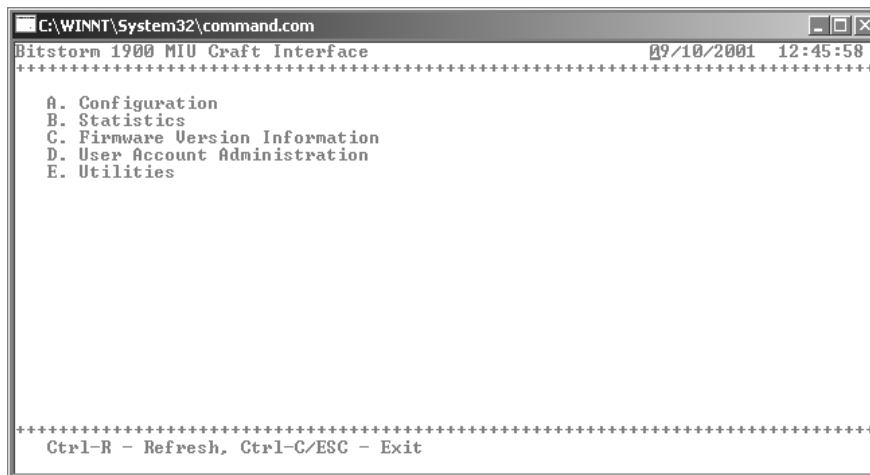 C:\WINNT\System32\command.com
Bitstorm 1900 MIU Craft Interface 09/10/2001 12:45:58
++++++++++++++++++++++++++++++++++++++++++++++++++++++++++++++++++++++++++++++++
A. Configuration
B. Statistics
C. Firmware Version Information
D. User Account Administration
E. Utilities
++++++++++++++++++++++++++++++++++++++++++++++++++++++++++++++++++++++++++++++++
Ctrl-R - Refresh, Ctrl-C/ESC - Exit